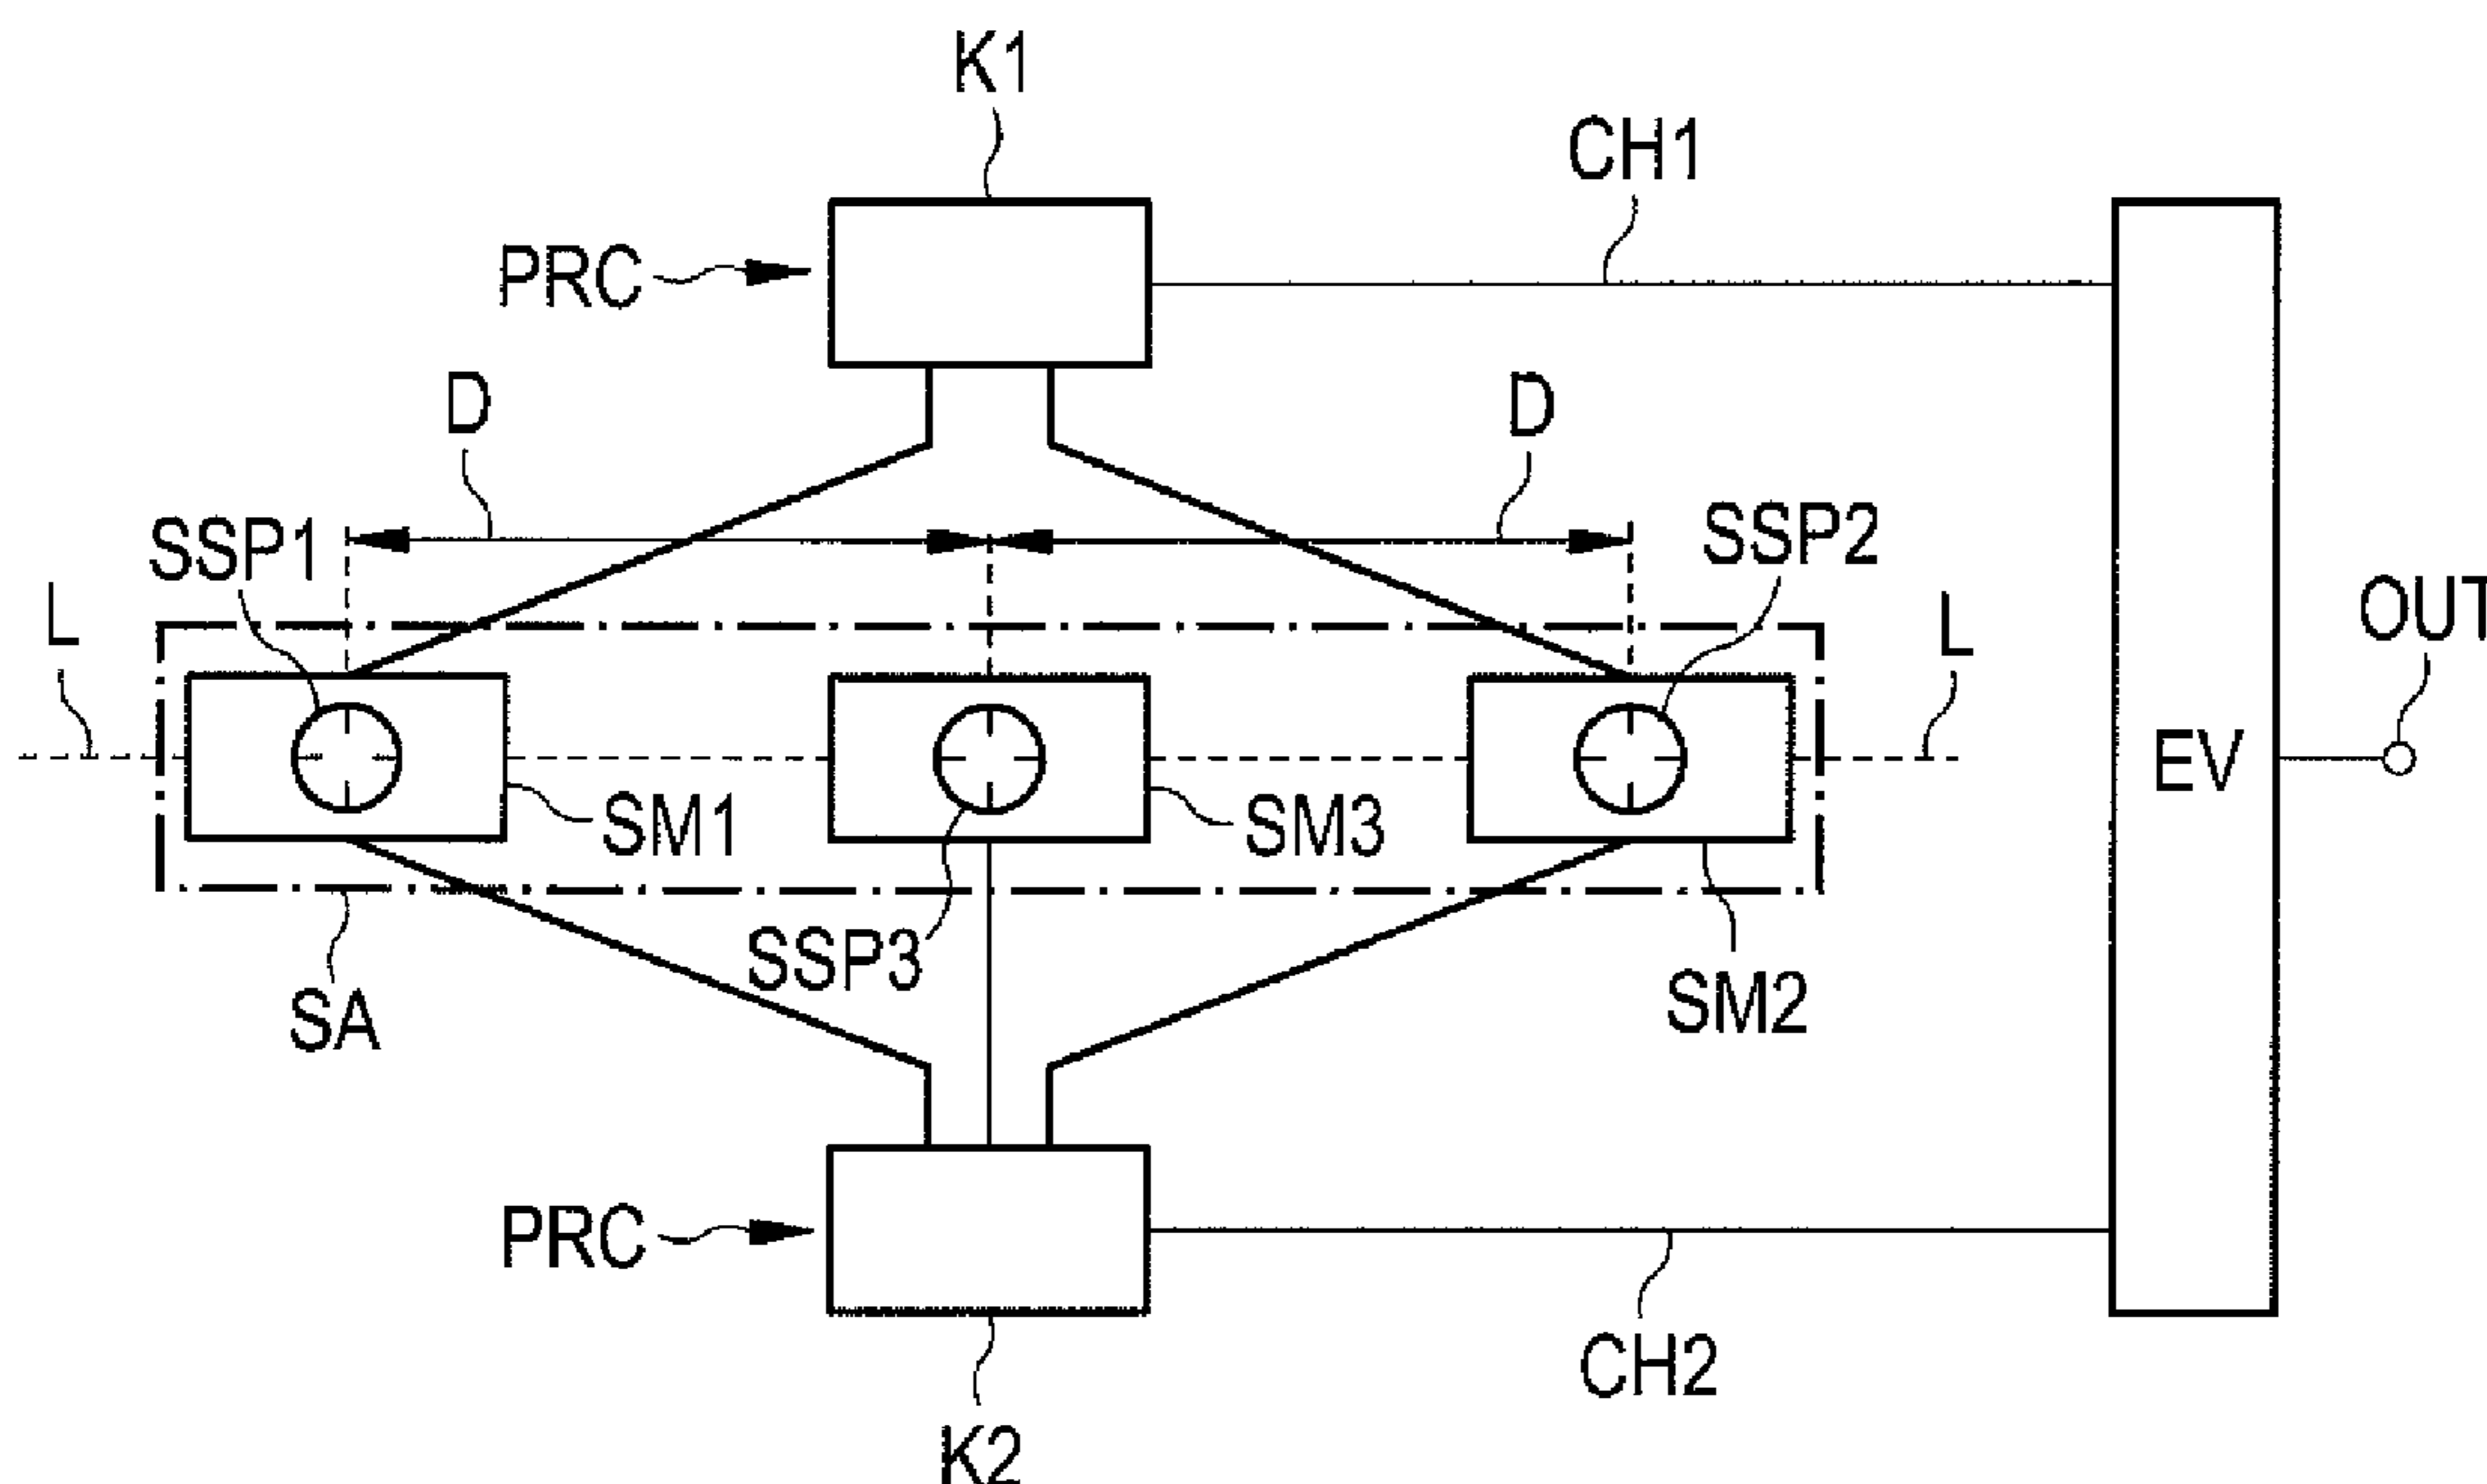 K1
CH1
PRC
D
D
SSP1
SSP2
L
L
OUT
EV
SM1
SM3
SSP3
SM2
SA
PRC
CH2
K2